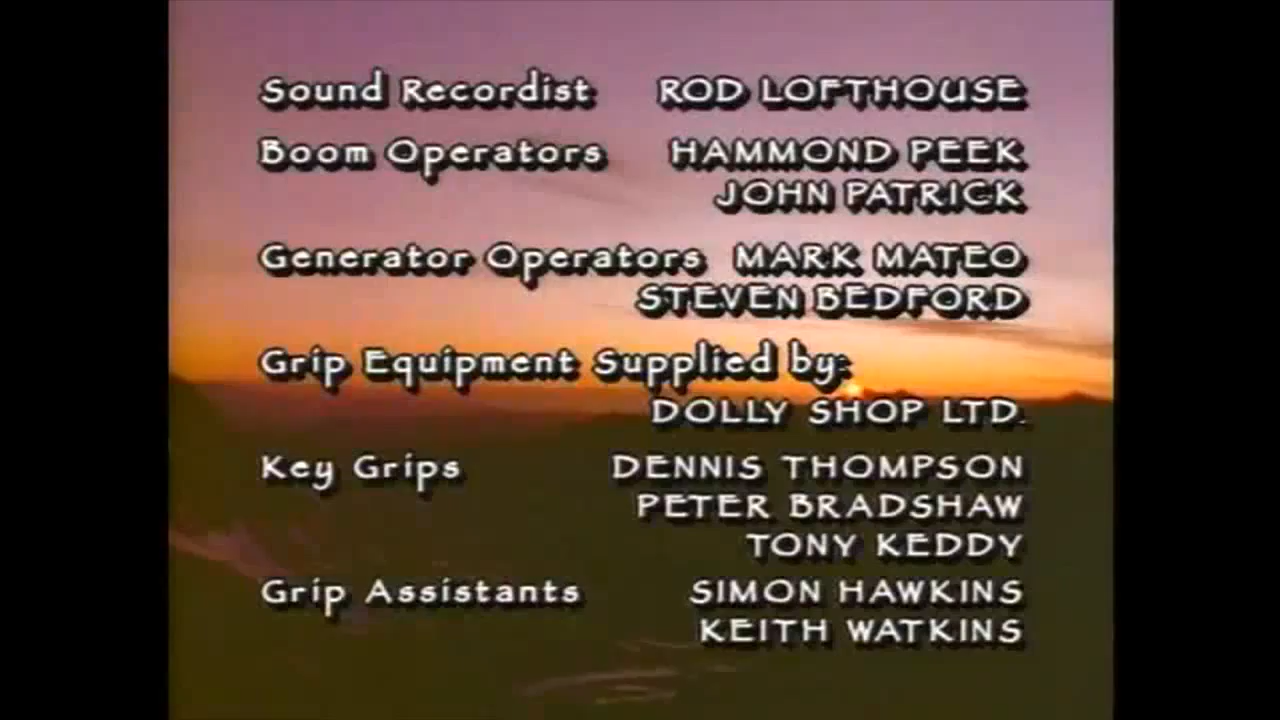 Sound Recordist ROD LOFTHOUSE
Boom Operators HAMMOND PEEK
JOHN PATRICK
Generator Operators MARK MATEO
STEVEN BEDFORD
Grip Equipment Supplied by:
DOLLY SHOP LTD.
Key Grips DENNIS THOMPSON
PETER BRADSHAW
TONY KEDDY
Grip Assistants SIMON HAWKINS
KEITH WATKINS